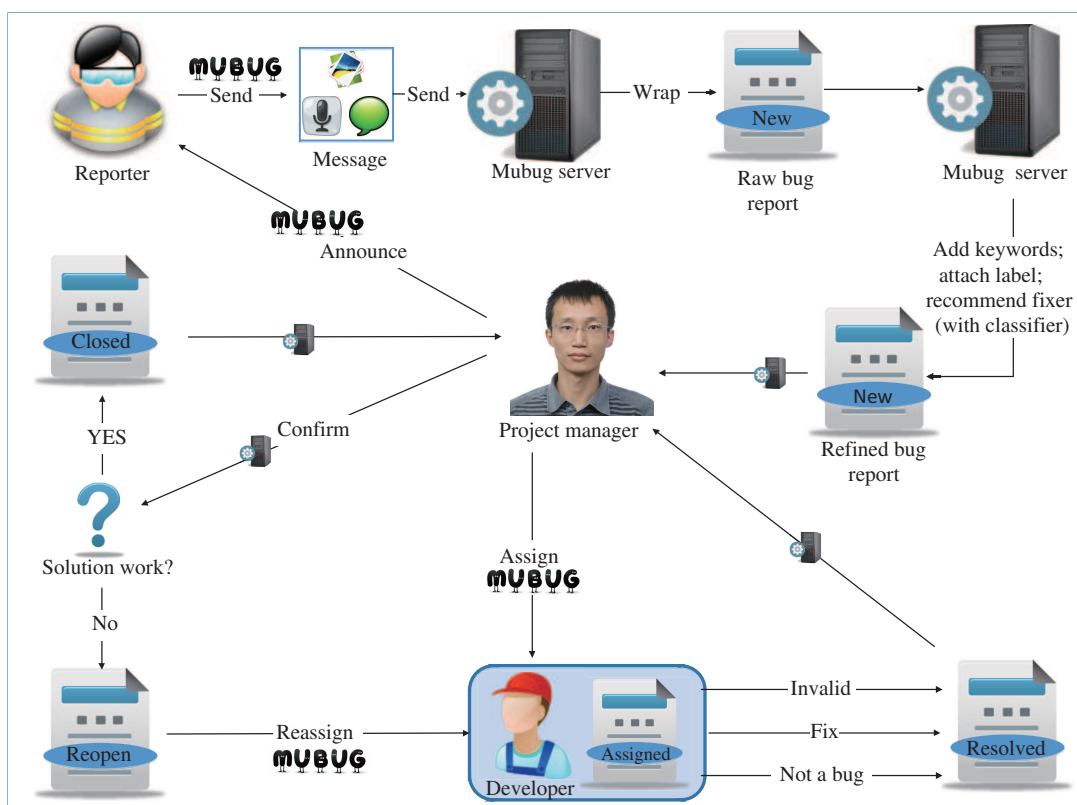 MUBUG
Send
Message
Send
Mubug server
Wrap
New
Raw bug
report
Mubug server
Reporter
MUBUG
Announce
Add keywords;
attach label;
recommend fixer
(with classifier)
Closed
New
Refined bug
report
Project manager
Confirm
YES
Solution work?
No
Assign
MUBUG
Reopen
Reassign
MUBUG
Developer
Assigned
Invalid
Fix
Not a bug
Resolved